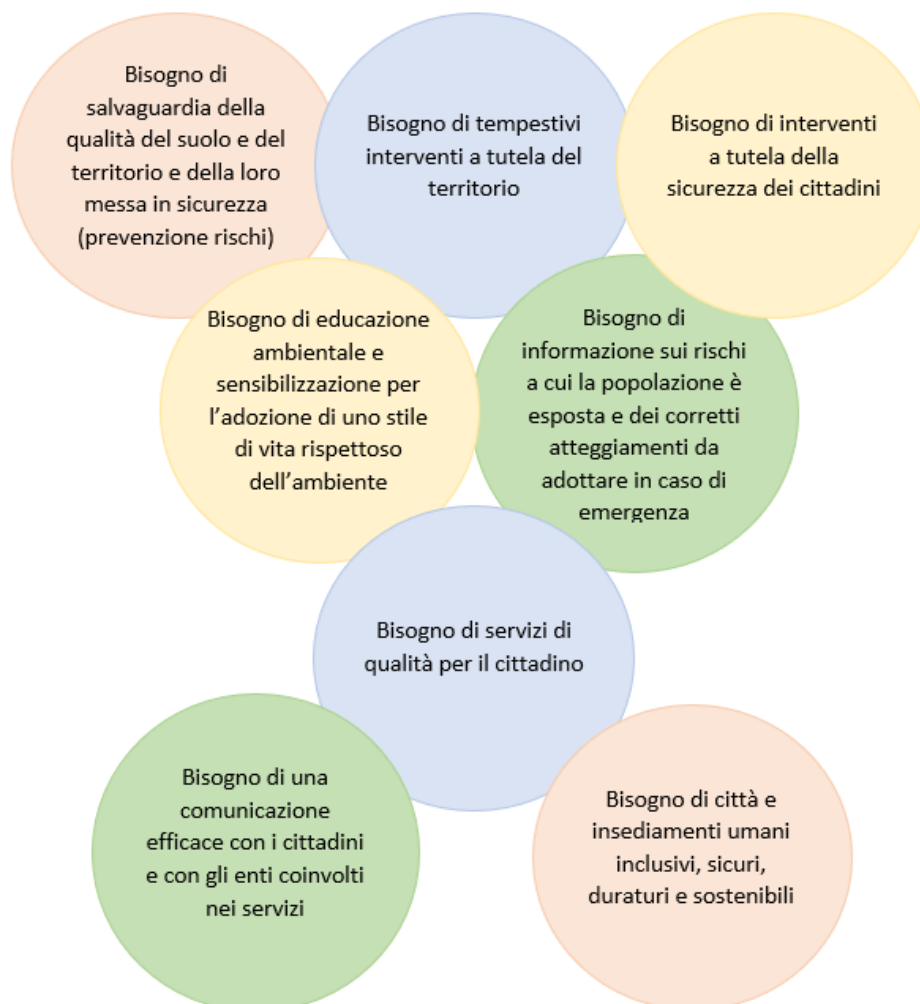 Bisogno di
salvaguardia della
qualità del suolo e del
territorio e della loro
messa in sicurezza
(prevenzione rischi)
Bisogno di tempestivi
interventi a tutela del
territorio
Bisogno di interventi
a tutela della
sicurezza dei cittadini
Bisogno di educazione
ambientale e
sensibilizzazione per
l'adozione di uno stile
di vita rispettoso
dell'ambiente
Bisogno di
informazione sui rischi
a cui la popolazione è
esposta e dei corretti
atteggiamenti da
adottare in caso di
emergenza
Bisogno di servizi di
qualità per il cittadino
Bisogno di una
comunicazione
efficace con i cittadini
e con gli enti coinvolti
nei servizi
Bisogno di città e
insediamenti umani
inclusivi, sicuri,
duraturi e sostenibili